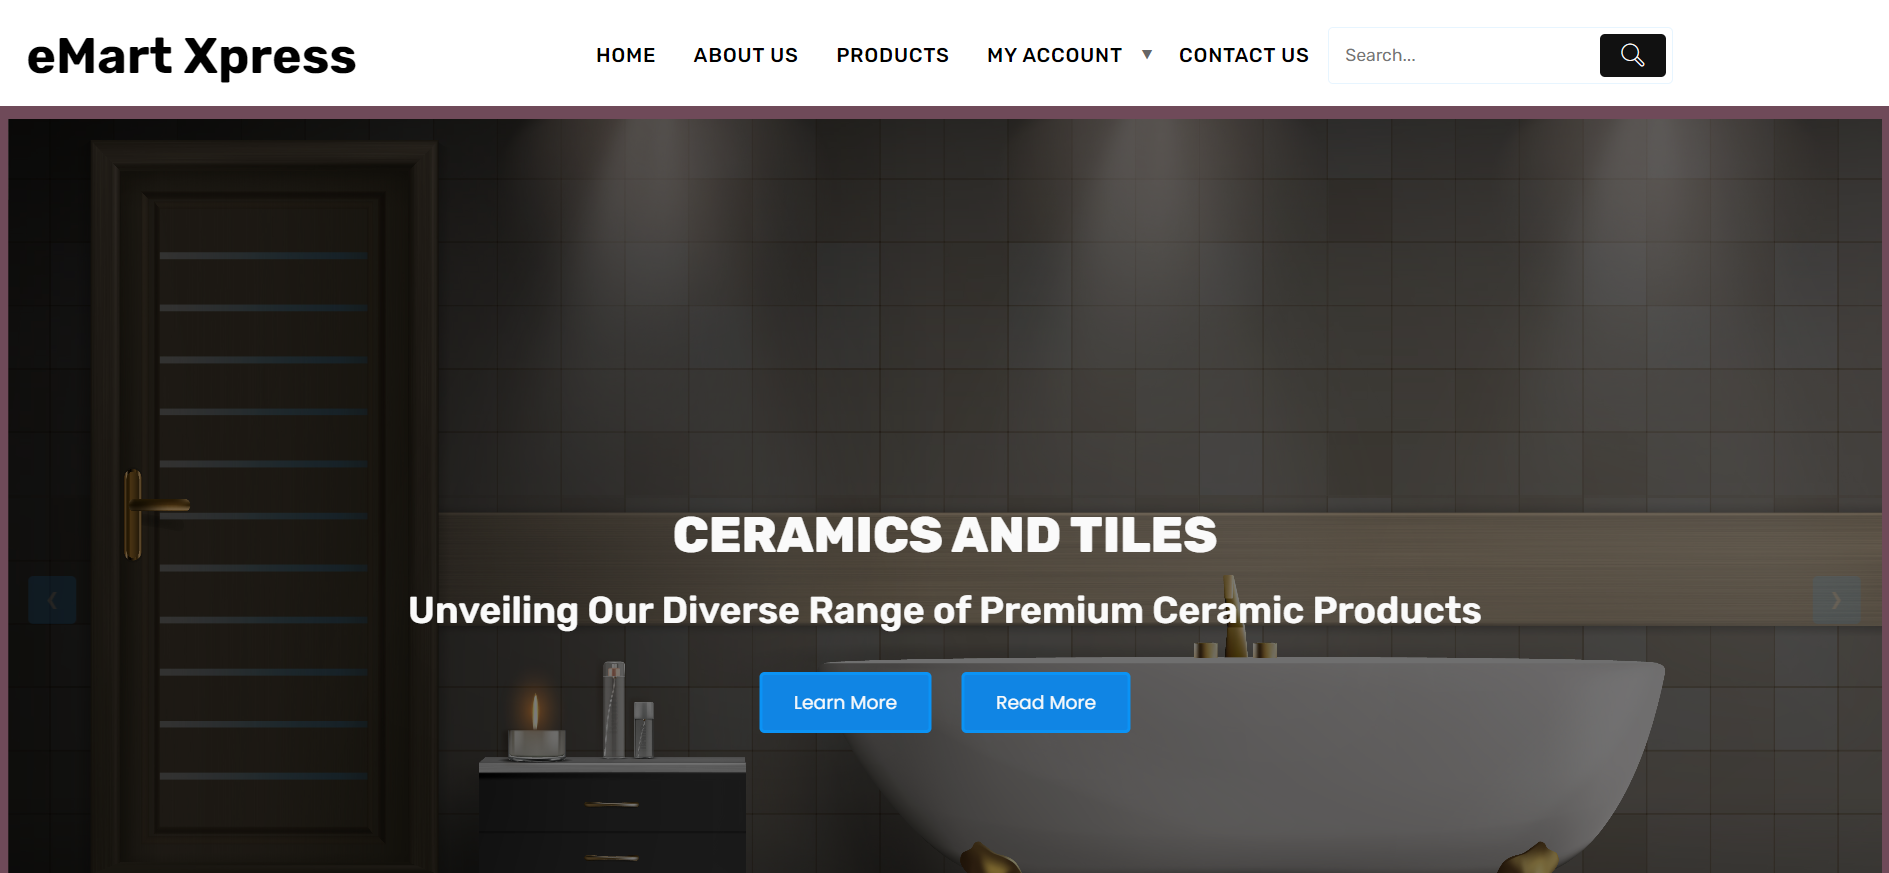 eMart Xpress
HOME ABOUT US PRODUCTS MY ACCOUNT ▼ CONTACT US Search...
CERAMICS AND TILES
Unveiling Our Diverse Range of Premium Ceramic Products
Learn More Read More